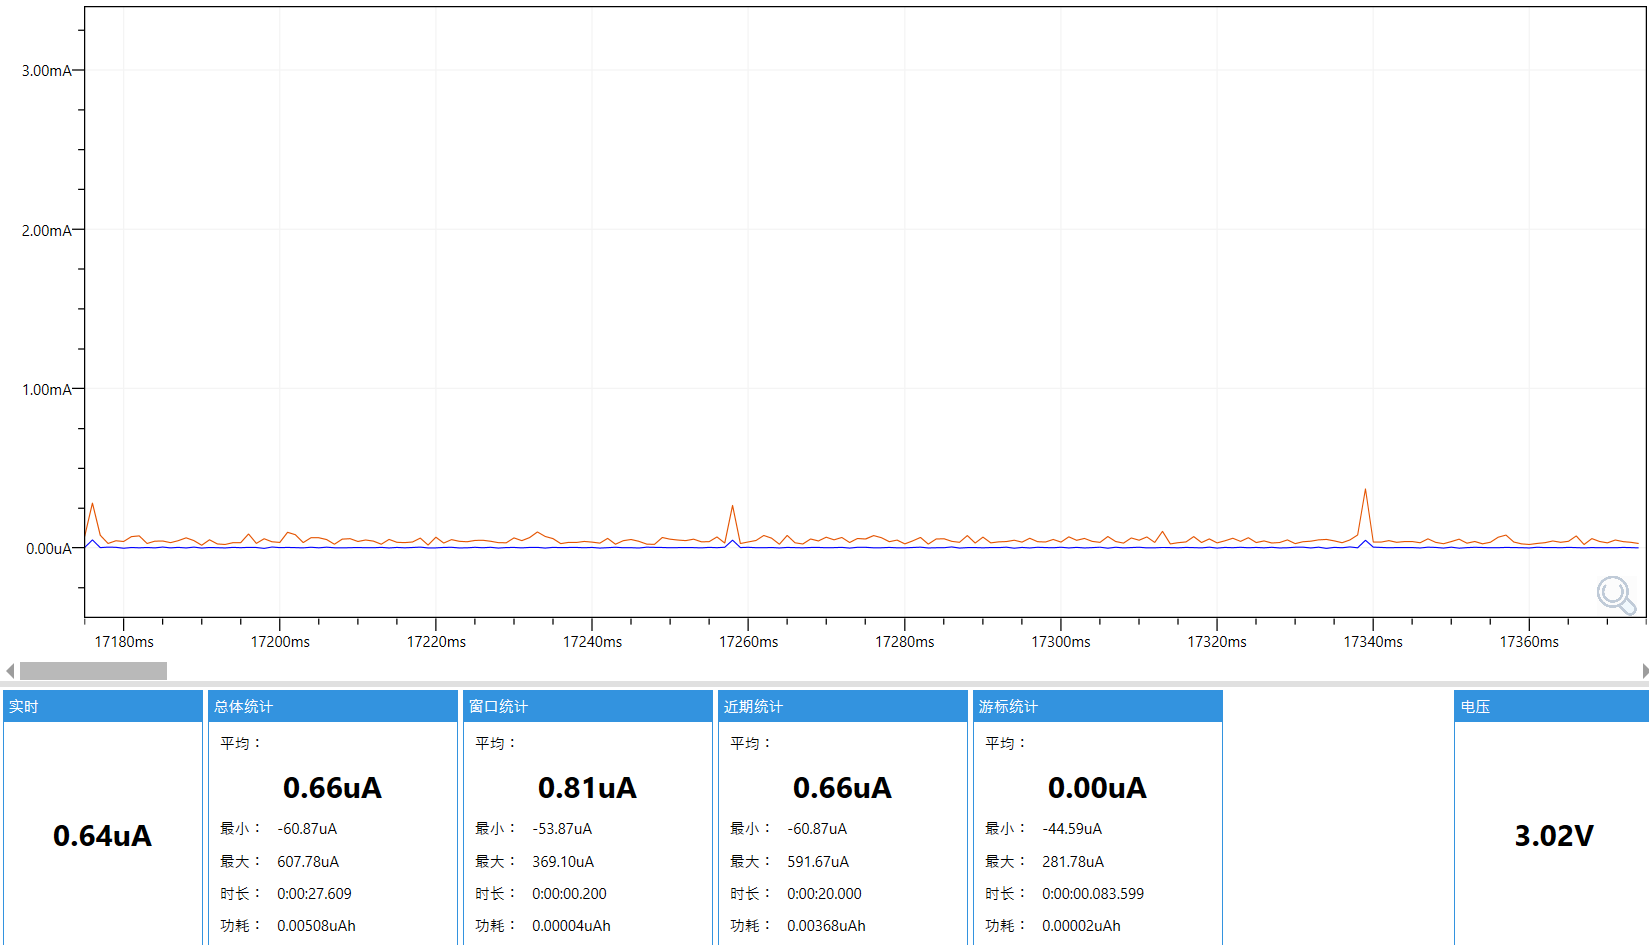 3.00mA
2.00mA
1.00mA
0.00uA
17180ms 17200ms 17220ms 17240ms 17260ms 17280ms 17300ms 17320ms 17340ms 17360ms
实时
0.64uA
总体统计
平均：
0.66uA
最小： -60.87uA
最大： 607.78uA
时长： 0:00:27.609
功耗： 0.00508uAh
窗口统计
平均：
0.81uA
最小： -53.87uA
最大： 369.10uA
时长： 0:00:00.200
功耗： 0.00004uAh
近期统计
平均：
0.66uA
最小： -60.87uA
最大： 591.67uA
时长： 0:00:20.000
功耗： 0.00368uAh
游标统计
平均：
0.00uA
最小： -44.59uA
最大： 281.78uA
时长： 0:00:00.083.599
功耗： 0.00002uAh
电压
3.02V